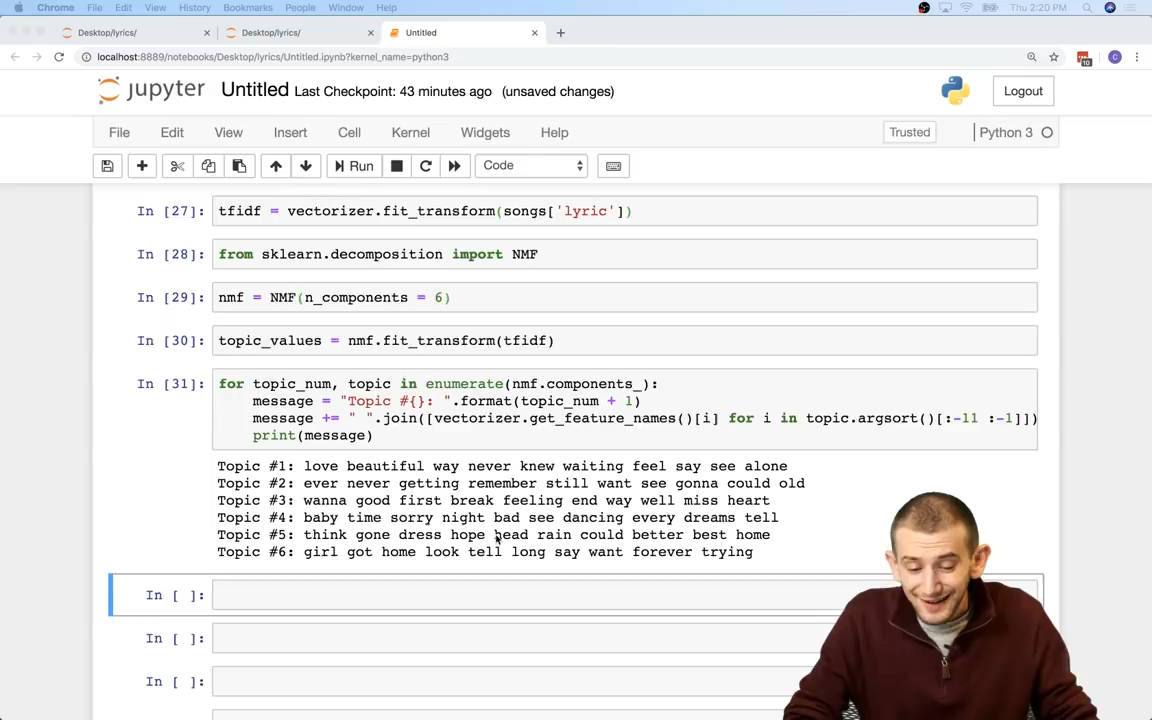 Chrome File Edit View History Bookmarks People Window Help Thu 2:20 PM
Desktop/lyrics/ Desktop/lyrics/ Untitled
localhost:8889/notebooks/Desktop/lyrics/Untitled.ipynb?kernel_name=python3 10 C
jupyter Untitled Last Checkpoint: 43 minutes ago (unsaved changes) Logout
File Edit View Insert Cell Kernel Widgets Help Trusted Python 3
Run Code
In [27]: tfidf = vectorizer.fit_transform(songs['lyric'])
In [28]: from sklearn.decomposition import NMF
In [29]: nmf = NMF(n_components = 6)
In [30]: topic_values = nmf.fit_transform(tfidf)
In [31]: for topic_num, topic in enumerate(nmf.components_):
message = "Topic #{}: ".format(topic_num + 1)
message += " ".join([vectorizer.get_feature_names()[i] for i in topic.argsort()[:-11 :-1]])
print(message)
Topic #1: love beautiful way never knew waiting feel say see alone
Topic #2: ever never getting remember still want see gonna could old
Topic #3: wanna good first break feeling end way well miss heart
Topic #4: baby time sorry night bad see dancing every dreams tell
Topic #5: think gone dress hope head rain could better best home
Topic #6: girl got home look tell long say want forever trying
In [ ]:
In [ ]:
In [ ]: